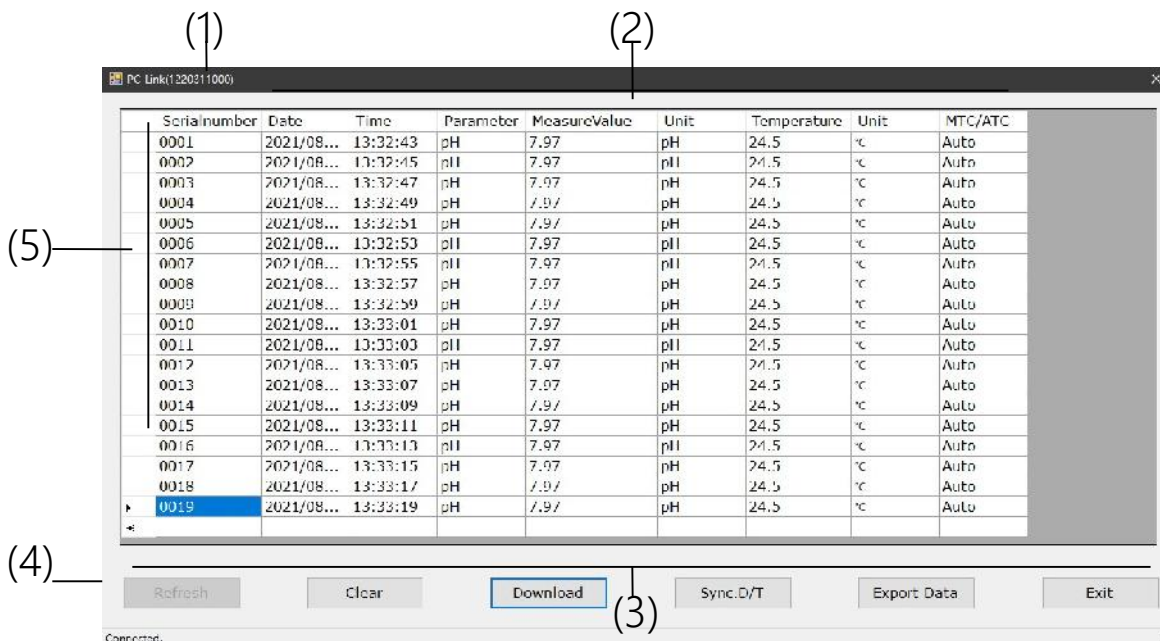 (1)
(2)
PC Link(1220311000)
Serialnumber Date Time Parameter MeasureValue Unit Temperature Unit MTC/ATC
0001 2021/08... 13:32:43 pH 7.97 pH 24.5 °C Auto
0002 2021/08... 13:32:45 pH 7.97 pH 24.5 °C Auto
0003 2021/08... 13:32:47 pH 7.97 pH 24.5 °C Auto
0004 2021/08... 13:32:49 pH 7.97 pH 24.5 °C Auto
0005 2021/08... 13:32:51 pH 7.97 pH 24.5 °C Auto
(5)
0006 2021/08... 13:32:53 pH 7.97 pH 24.5 °C Auto
0007 2021/08... 13:32:55 pH 7.97 pH 24.5 °C Auto
0008 2021/08... 13:32:57 pH 7.97 pH 24.5 °C Auto
0009 2021/08... 13:32:59 pH 7.97 pH 24.5 °C Auto
0010 2021/08... 13:33:01 pH 7.97 pH 24.5 °C Auto
0011 2021/08... 13:33:03 pH 7.97 pH 24.5 °C Auto
0012 2021/08... 13:33:05 pH 7.97 pH 24.5 °C Auto
0013 2021/08... 13:33:07 pH 7.97 pH 24.5 °C Auto
0014 2021/08... 13:33:09 pH 7.97 pH 24.5 °C Auto
0015 2021/08... 13:33:11 pH 7.97 pH 24.5 °C Auto
0016 2021/08... 13:33:13 pH 7.97 pH 24.5 °C Auto
0017 2021/08... 13:33:15 pH 7.97 pH 24.5 °C Auto
0018 2021/08... 13:33:17 pH 7.97 pH 24.5 °C Auto
0019 2021/08... 13:33:19 pH 7.97 pH 24.5 °C Auto
(4)
Refresh Clear Download Sync.D/T Export Data Exit
(3)
Connected.